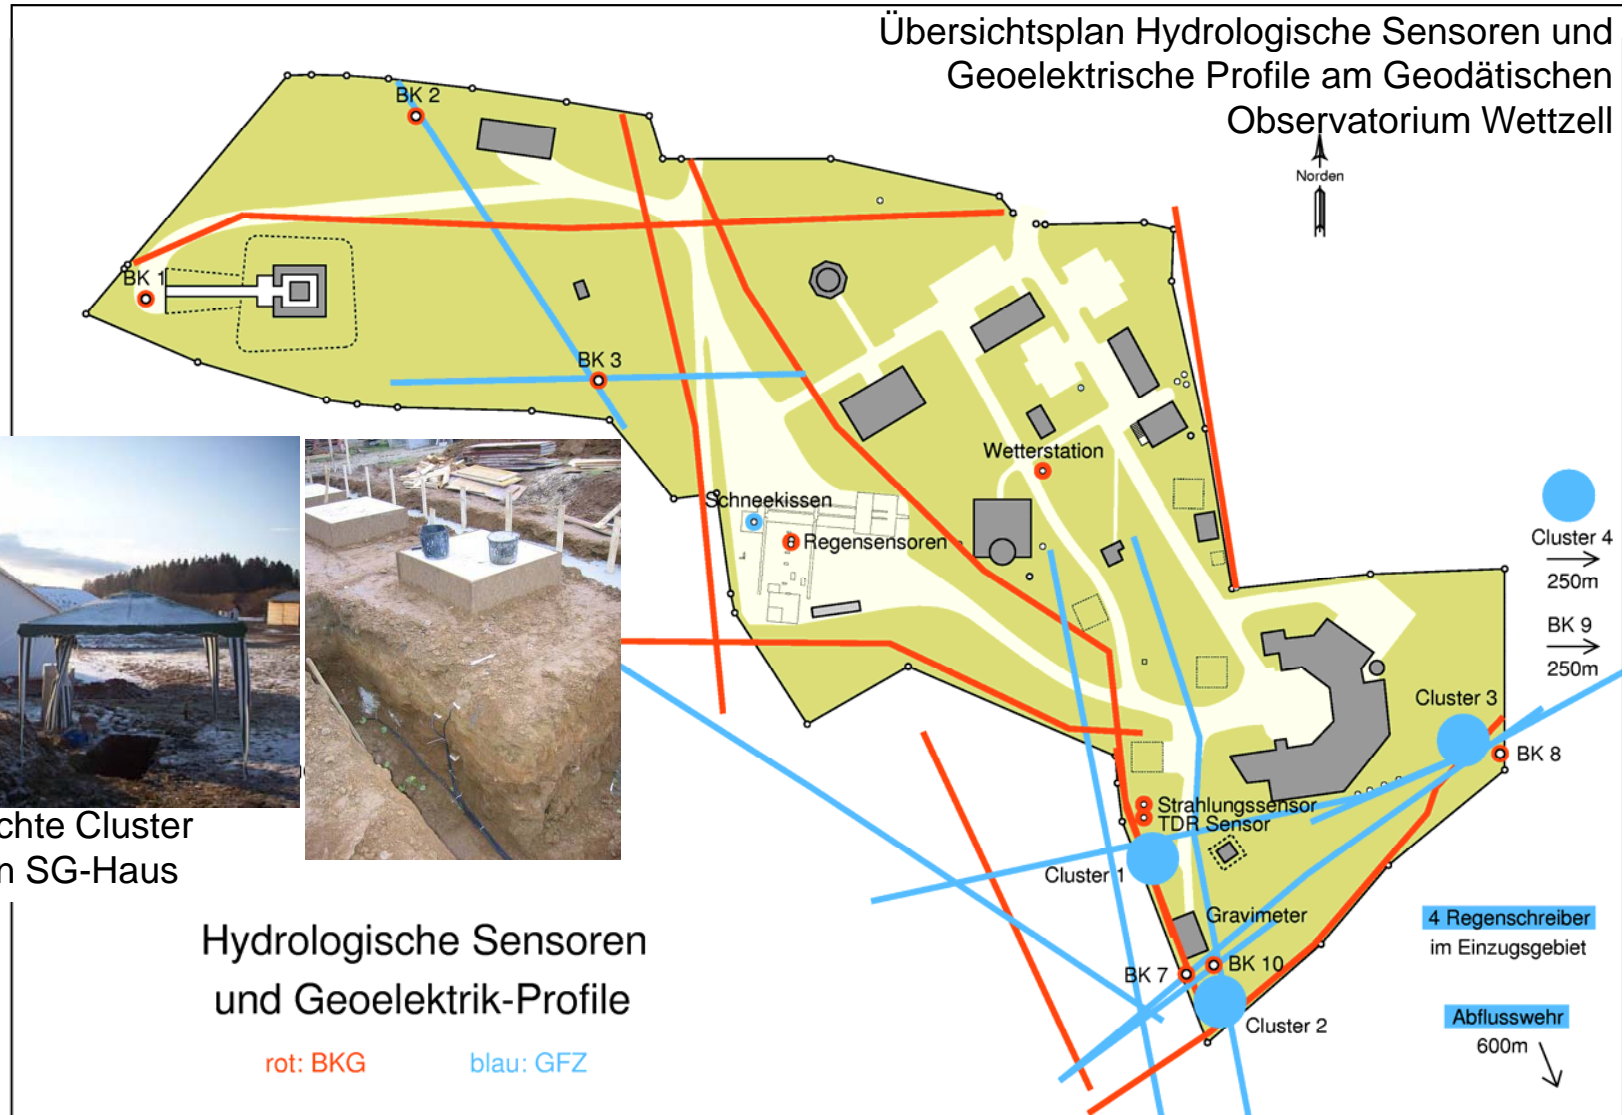 Übersichtsplan Hydrologische Sensoren und
Geoelektrische Profile am Geodätischen
Observatorium Wettzell
Norden
BK 2
BK 1
BK 3
Wetterstation
Schneekissen
Regensensoren
Cluster 4
250m
BK 9
250m
Cluster 3
BK 8
Strahlungssensor
TDR Sensor
Cluster 1
Gravimeter
BK 7
BK 10
Cluster 2
4 Regenschreiber
im Einzugsgebiet
Abflusswehr
600m
chte Cluster
SG-Haus
Hydrologische Sensoren
und Geoelektrik-Profile
rot: BKG
blau: GFZ